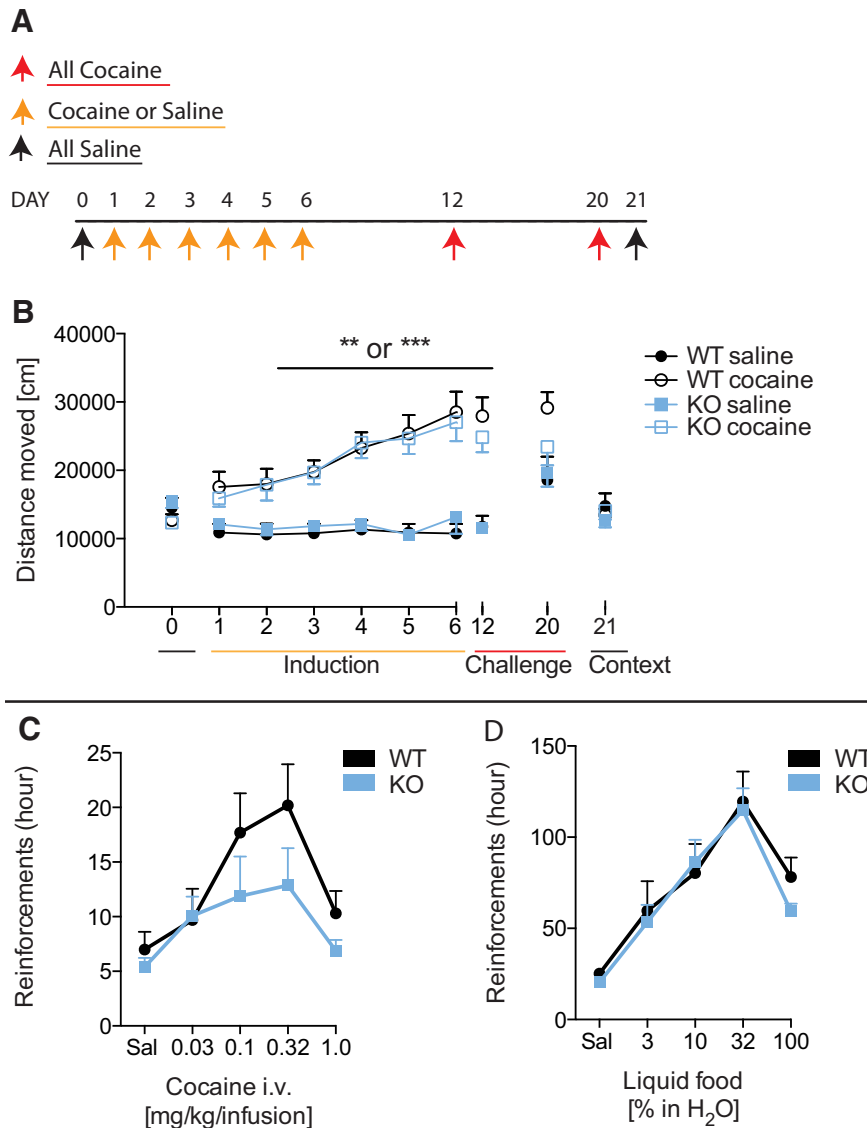 A
All Cocaine
Cocaine or Saline
All Saline
DAY 0 1 2 3 4 5 6 12 20 21
B
40000
30000
20000
10000
0
Distance moved [cm]
** or ***
WT saline
WT cocaine
KO saline
KO cocaine
0 1 2 3 4 5 6 12 20 21
Induction Challenge Context
C
25
20
15
10
5
0
Reinforcements (hour)
WT
KO
Sal 0.03 0.1 0.32 1.0
Cocaine i.v.
[mg/kg/infusion]
D
150
100
50
0
Reinforcements (hour)
WT
KO
Sal 3 10 32 100
Liquid food
[% in H2O]